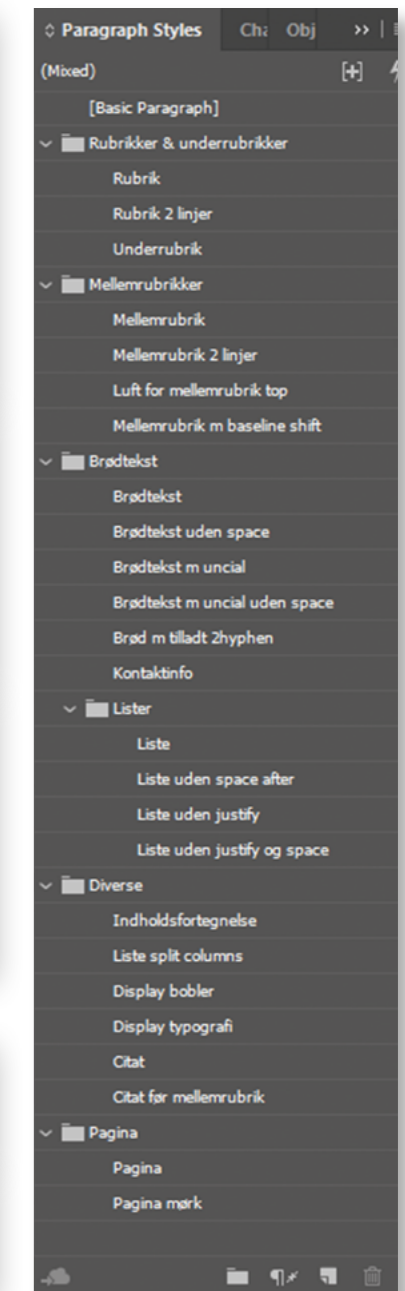 Paragraph Styles Cha Obj >>
(Mixed) [+]
[Basic Paragraph]
Rubrikker & underrubrikker
Rubrik
Rubrik 2 linjer
Underrubrik
Mellemrubrikker
Mellemrubrik
Mellemrubrik 2 linjer
Luft for mellemrubrik top
Mellemrubrik m baseline shift
Brødtekst
Brødtekst
Brødtekst uden space
Brødtekst m uncial
Brødtekst m uncial uden space
Brød m tilladt 2hyphen
Kontaktinfo
Lister
Liste
Liste uden space after
Liste uden justify
Liste uden justify og space
Diverse
Indholdsfortegnelse
Liste split columns
Display bobler
Display typografi
Citat
Citat før mellemrubrik
Pagina
Pagina
Pagina mørk